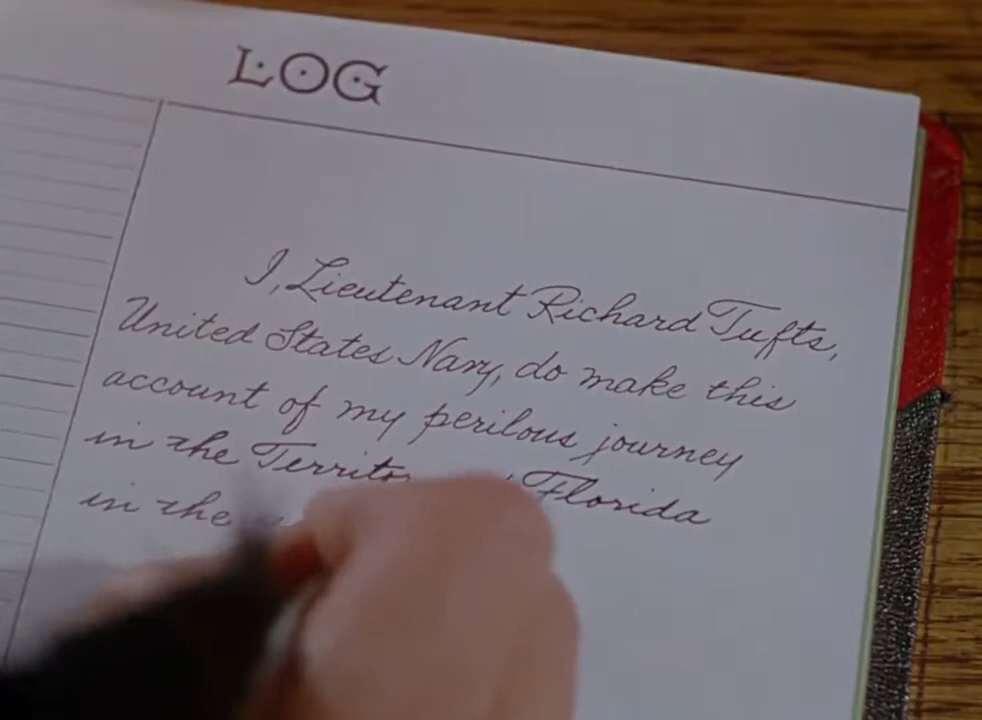 LOG
I, Lieutenant Richard Tufts,
United States Navy, do make this
account of my perilous journey
in the Florida
in the